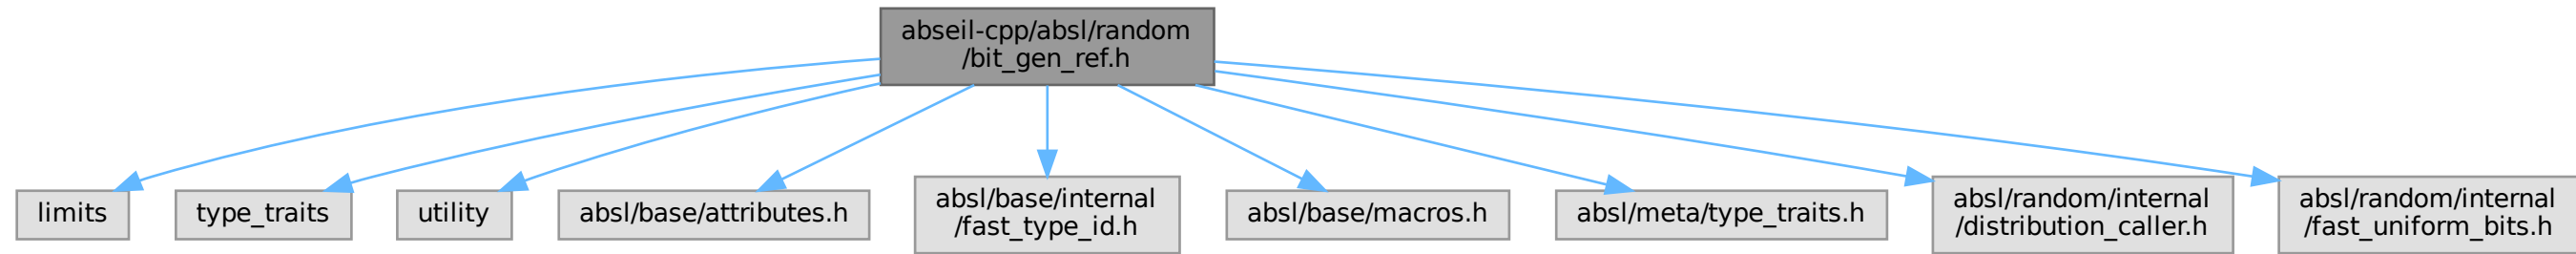 abseil-cpp/absl/random
/bit_gen_ref.h
limits
type_traits
utility
absl/base/attributes.h
absl/base/internal
/fast_type_id.h
absl/base/macros.h
absl/meta/type_traits.h
absl/random/internal
/distribution_caller.h
absl/random/internal
/fast_uniform_bits.h